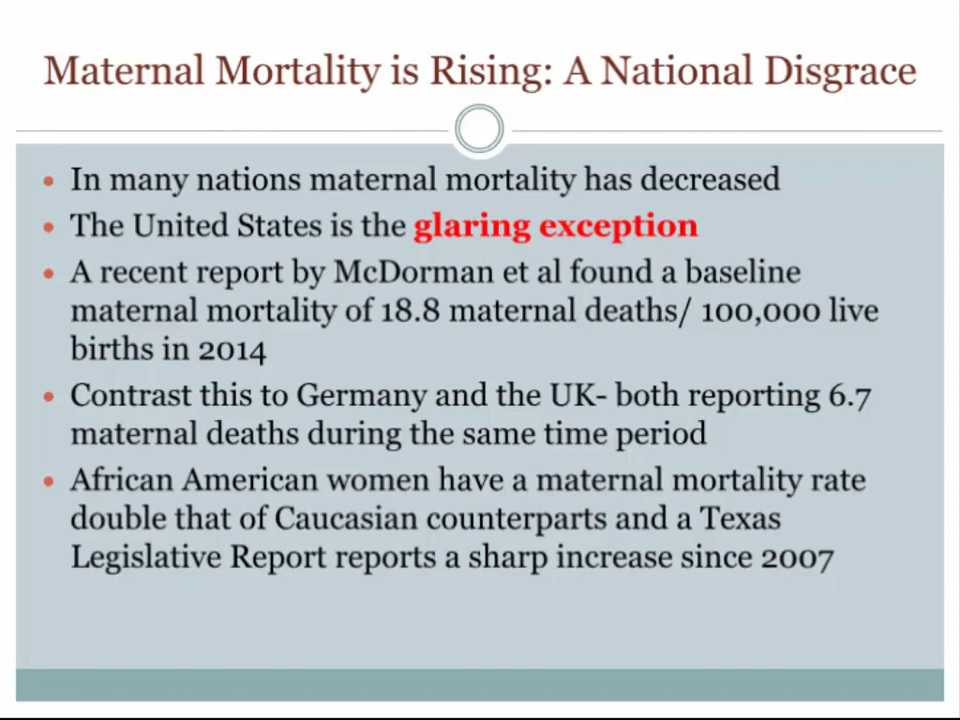 Maternal Mortality is Rising: A National Disgrace
• In many nations maternal mortality has decreased
• The United States is the glaring exception
• A recent report by McDorman et al found a baseline
maternal mortality of 18.8 maternal deaths/ 100,000 live
births in 2014
• Contrast this to Germany and the UK- both reporting 6.7
maternal deaths during the same time period
• African American women have a maternal mortality rate
double that of Caucasian counterparts and a Texas
Legislative Report reports a sharp increase since 2007